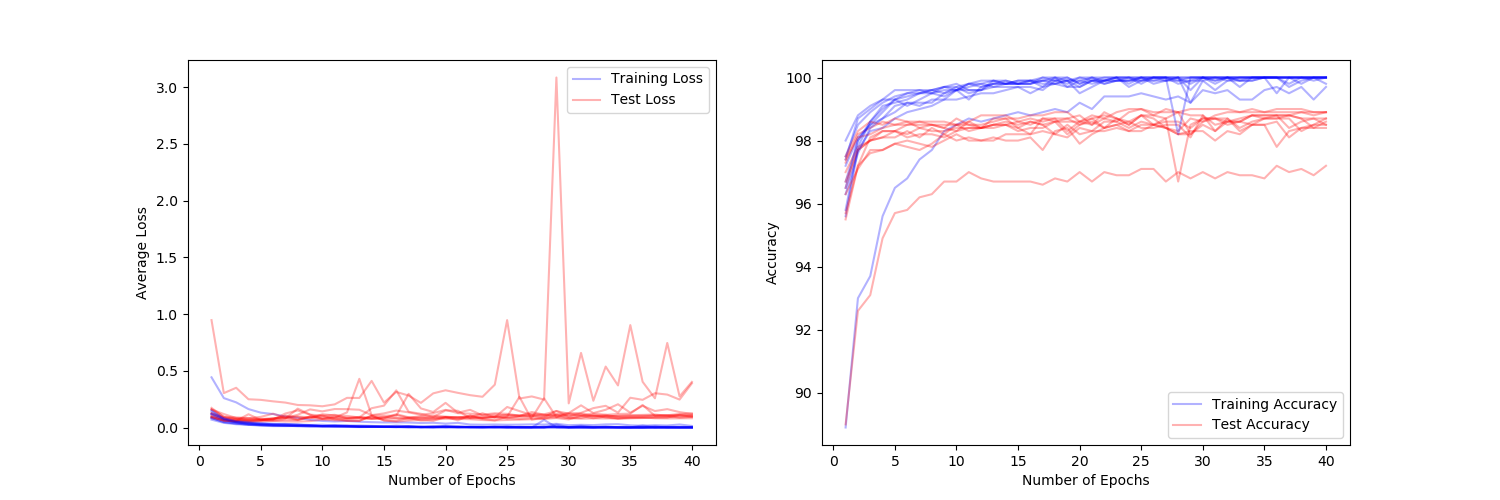 3.0
2.5
2.0
1.5
1.0
0.5
0.0
Average Loss
0 5 10 15 20 25 30 35 40
Number of Epochs
Training Loss
Test Loss
100
98
96
94
92
90
Accuracy
0 5 10 15 20 25 30 35 40
Number of Epochs
Training Accuracy
Test Accuracy